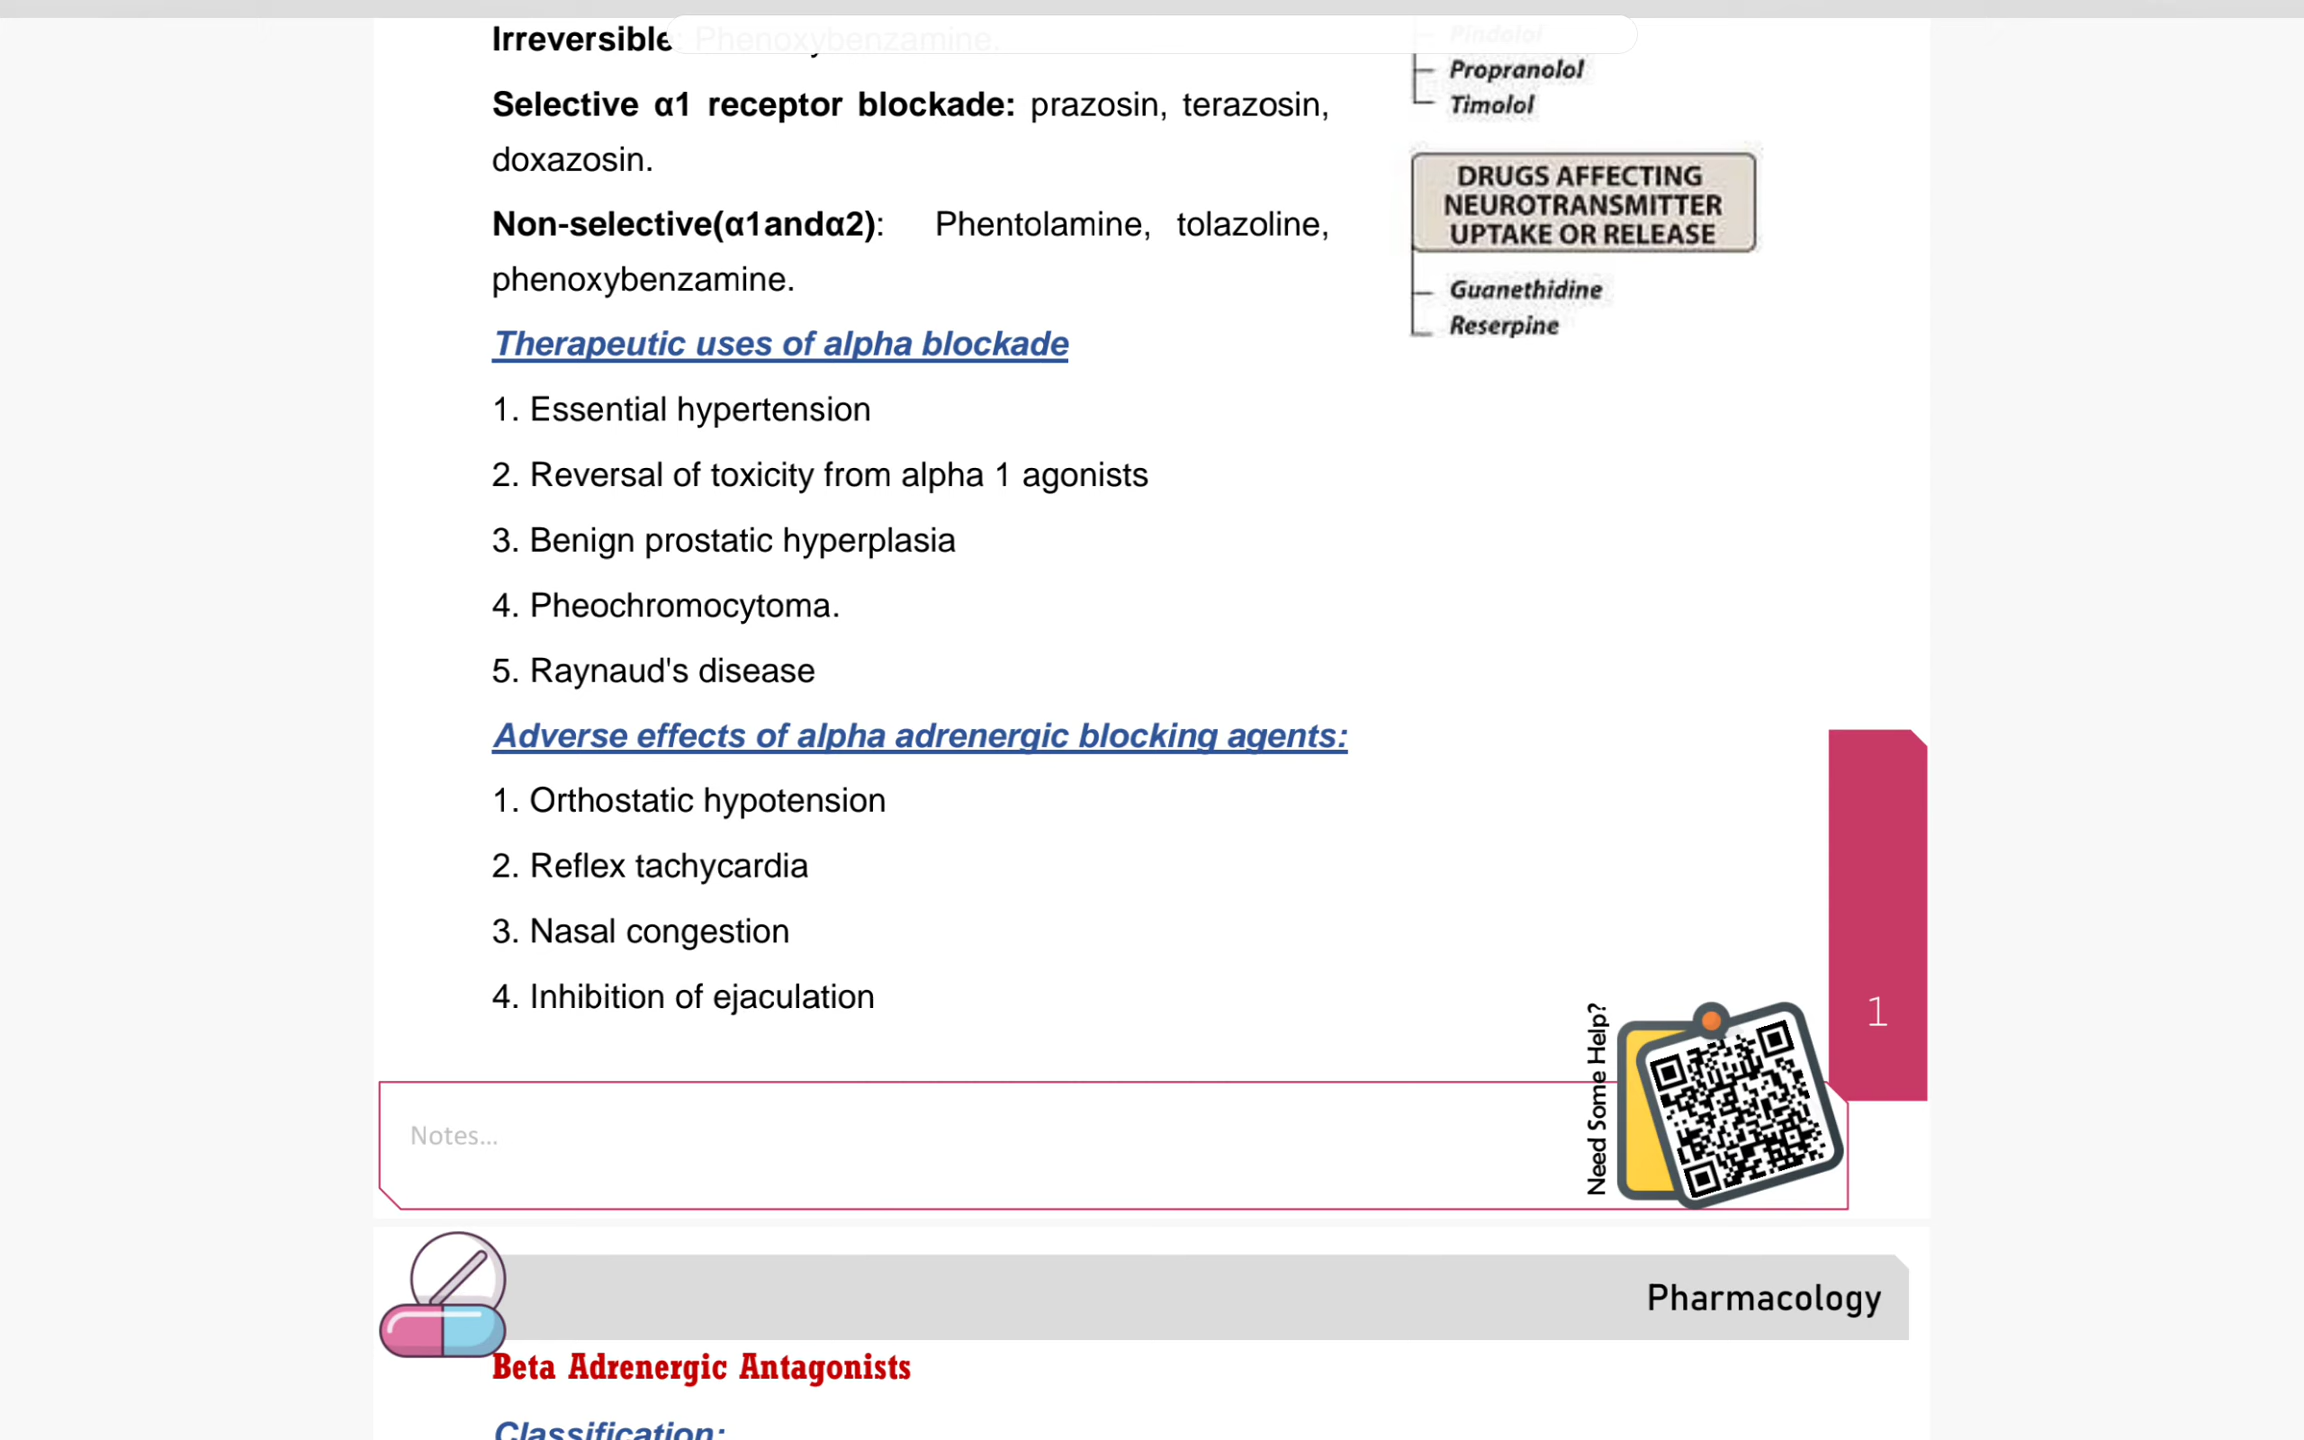 Irreversible: Phenoxybenzamine.
Selective α1 receptor blockade: prazosin, terazosin,
doxazosin.
Non-selective(α1andα2): Phentolamine, tolazoline,
phenoxybenzamine.
Therapeutic uses of alpha blockade
1. Essential hypertension
2. Reversal of toxicity from alpha 1 agonists
3. Benign prostatic hyperplasia
4. Pheochromocytoma.
5. Raynaud's disease
Adverse effects of alpha adrenergic blocking agents:
1. Orthostatic hypotension
2. Reflex tachycardia
3. Nasal congestion
4. Inhibition of ejaculation
Pindolol
Propranolol
Timolol
DRUGS AFFECTING
NEUROTRANSMITTER
UPTAKE OR RELEASE
Guanethidine
Reserpine
1
Need Some Help?
Notes...
Pharmacology
Beta Adrenergic Antagonists
Classification: